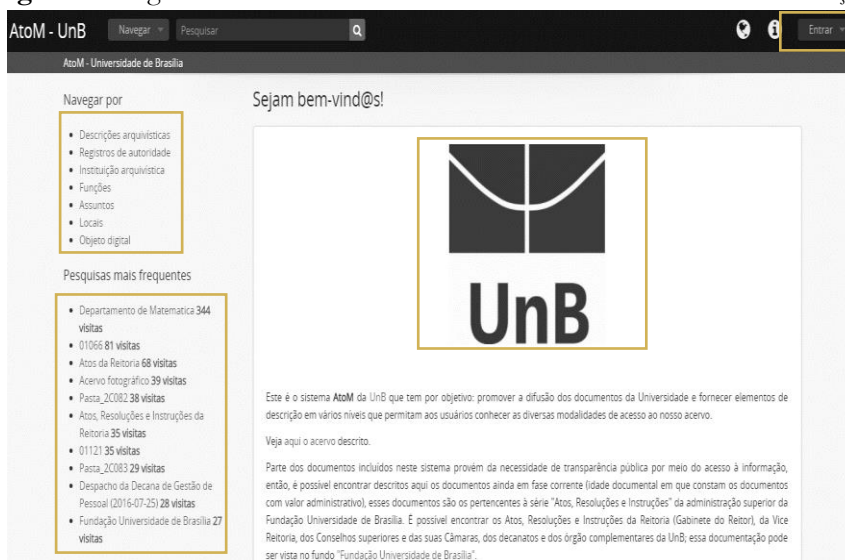 AtoM - UnB Navegar Pesquisar Entrar
AtoM - Universidade de Brasília
Navegar por
• Descrições arquivísticas
• Registros de autoridade
• Instituição arquivística
• Funções
• Assuntos
• Locais
• Objeto digital
Pesquisas mais frequentes
• Departamento de Matematica 344
visitas
• 01066 81 visitas
• Atos da Reitoria 68 visitas
• Acervo fotográfico 39 visitas
• Pasta_2C082 38 visitas
• Atos, Resoluções e Instruções da
Reitoria 35 visitas
• 01121 35 visitas
• Pasta_2C083 29 visitas
• Despacho da Decana de Gestão de
Pessoal (2016-07-25) 28 visitas
• Fundação Universidade de Brasília 27
visitas
Sejam bem-vind@s!
UnB
Este é o sistema AtoM da UnB que tem por objetivo: promover a difusão dos documentos da Universidade e fornecer elementos de
descrição em vários níveis que permitam aos usuários conhecer as diversas modalidades de acesso ao nosso acervo.
Veja aqui o acervo descrito.
Parte dos documentos incluídos neste sistema provém da necessidade de transparência pública por meio do acesso à informação,
então, é possível encontrar descritos aqui os documentos ainda em fase corrente (idade documental em que constam os documentos
com valor administrativo), esses documentos são os pertencentes à série "Atos, Resoluções e Instruções" da administração superior da
Fundação Universidade de Brasília. É possível encontrar os Atos, Resoluções e Instruções da Reitoria (Gabinete do Reitor), da Vice
Reitoria, dos Conselhos superiores e das suas Câmaras, dos decanatos e dos órgão complementares da UnB; essa documentação pode
ser vista no fundo "Fundação Universidade de Brasília".